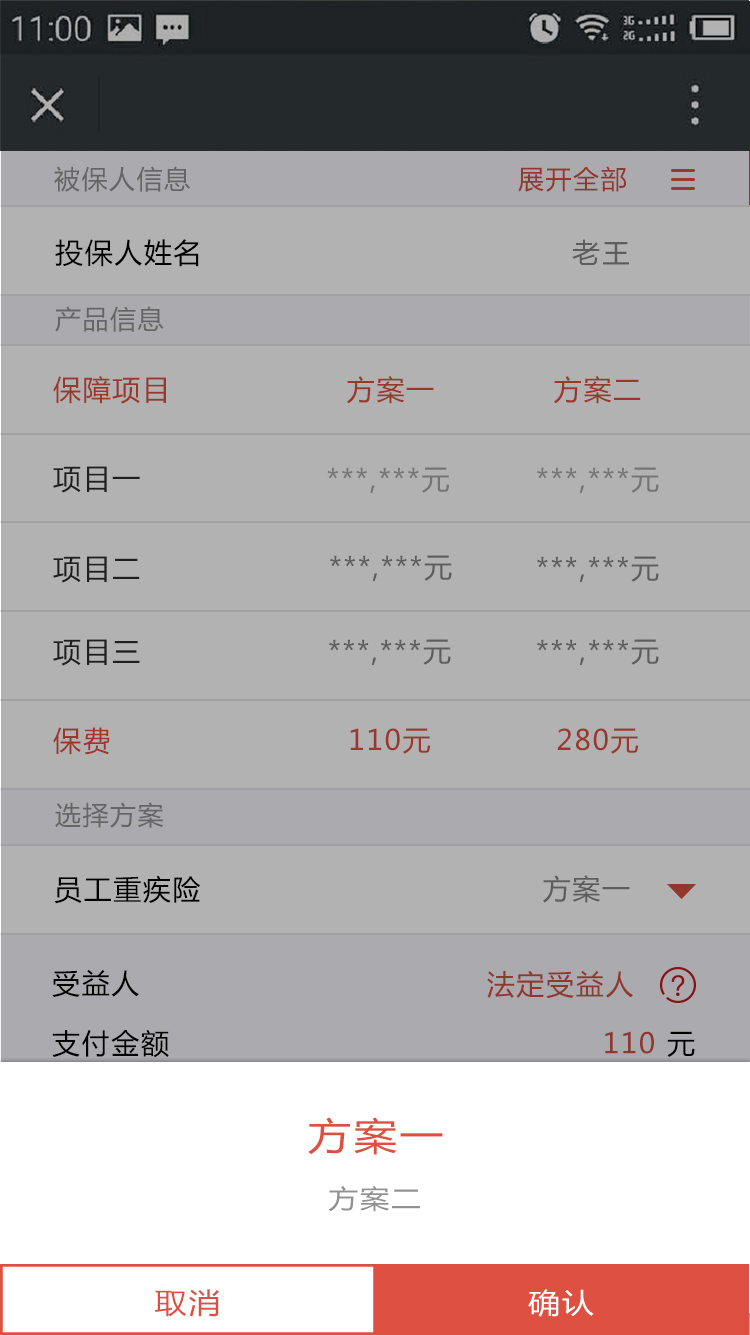 11:00 3G 2G
被保人信息 展开全部
投保人姓名 老王
产品信息
保障项目 方案一 方案二
项目一 ***,***元 ***,***元
项目二 ***,***元 ***,***元
项目三 ***,***元 ***,***元
保费 110元 280元
选择方案
员工重疾险 方案一
受益人 法定受益人 ?
支付金额 110 元
方案一
方案二
取消 确认